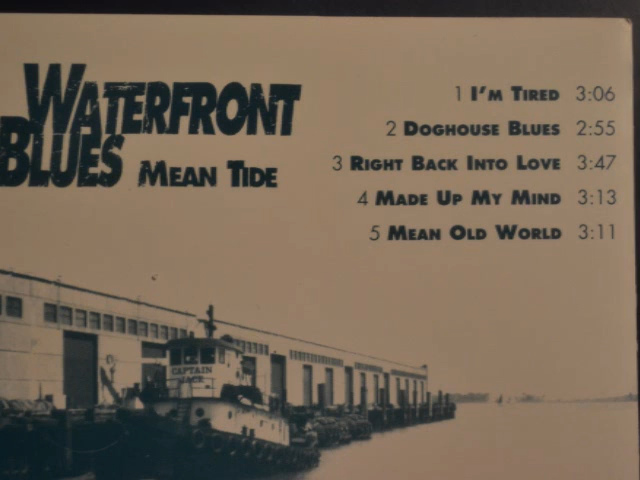 WATERFRONT
BLUES MEAN TIDE
1 I'M TIRED 3:06
2 DOGHOUSE BLUES 2:55
3 RIGHT BACK INTO LOVE 3:47
4 MADE UP MY MIND 3:13
5 MEAN OLD WORLD 3:11
CAPTAIN
JACK